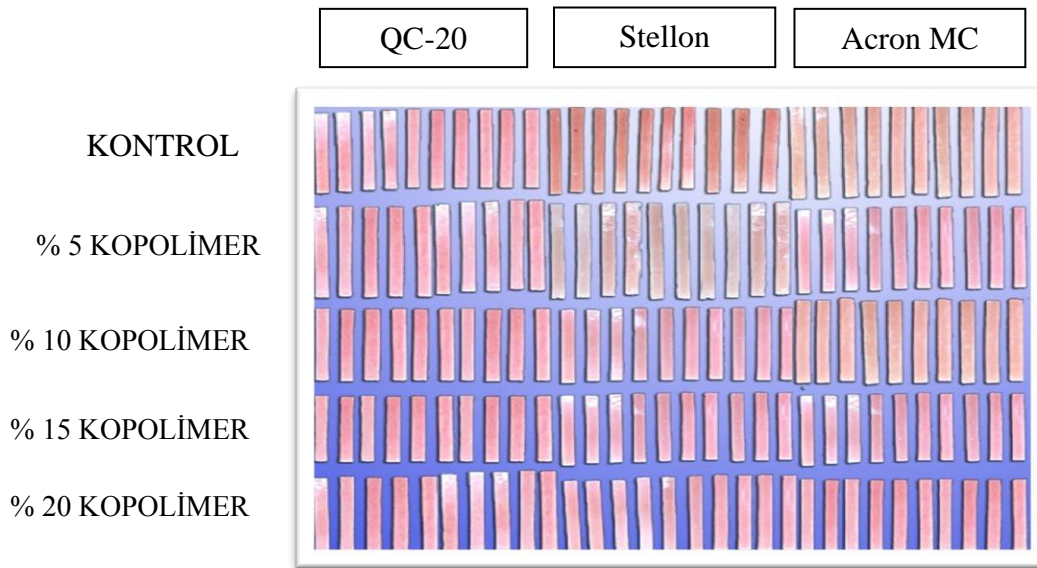 QC-20
Stellon
Acron MC
KONTROL
% 5 KOPOLİMER
% 10 KOPOLİMER
% 15 KOPOLİMER
% 20 KOPOLİMER